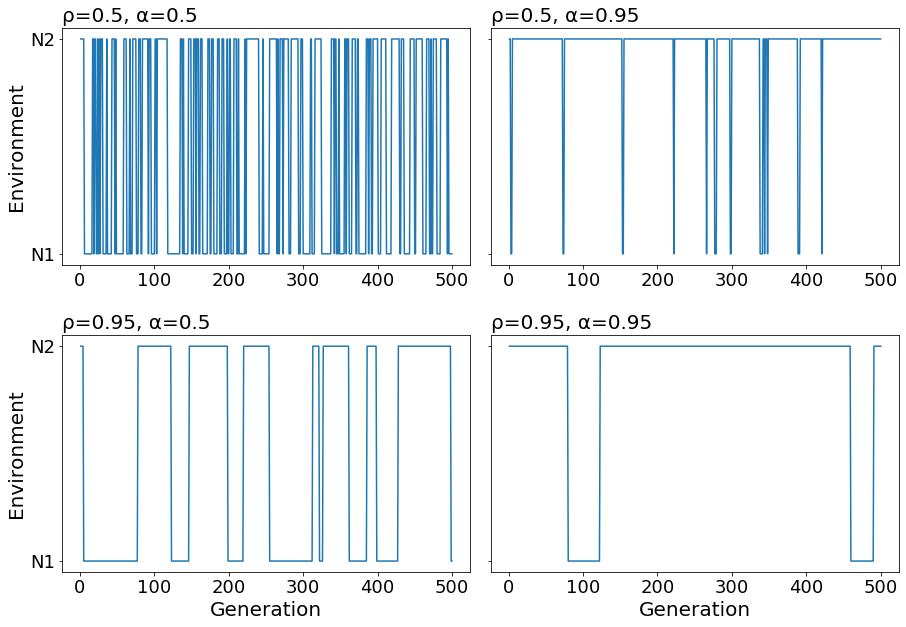 ρ=0.5, α=0.5
ρ=0.5, α=0.95
Environment
N2
N1
0 100 200 300 400 500
0 100 200 300 400 500
ρ=0.95, α=0.5
ρ=0.95, α=0.95
Environment
N2
N1
0 100 200 300 400 500
0 100 200 300 400 500
Generation
Generation